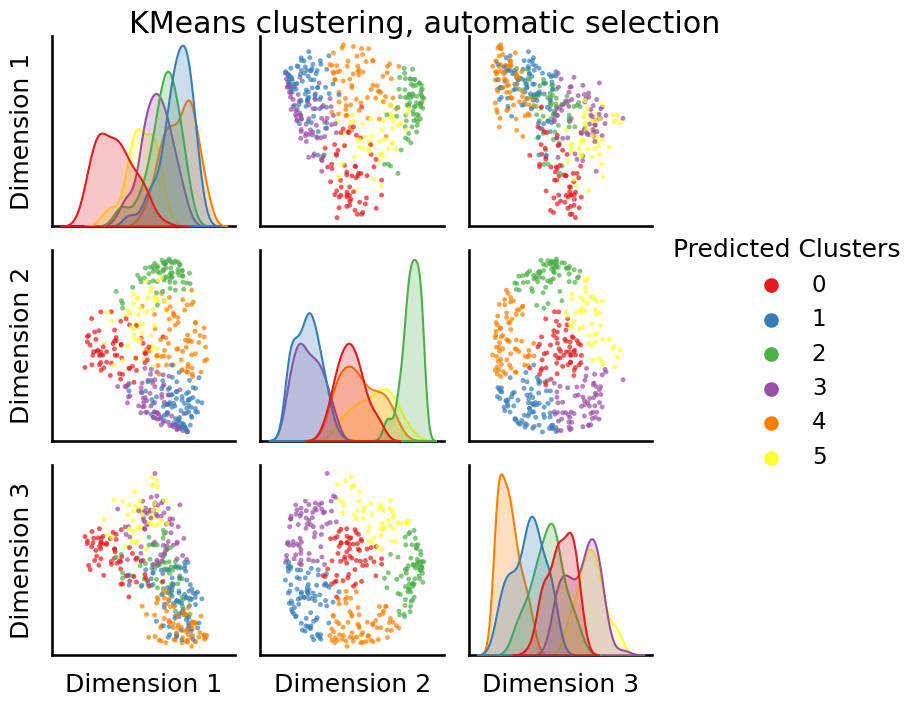 KMeans clustering, automatic selection
Dimension 1
Dimension 2
Dimension 3
Dimension 1
Dimension 2
Dimension 3
Predicted Clusters
0
1
2
3
4
5